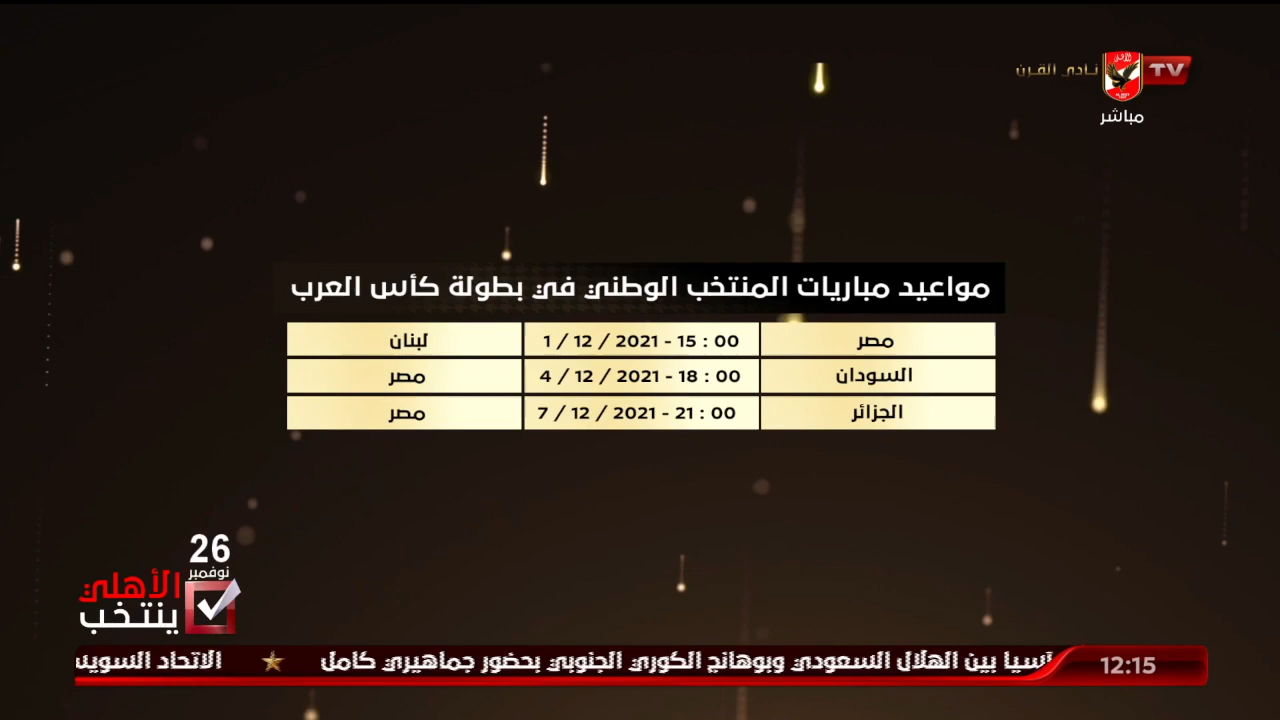 نادي القرن TV
مباشر
مواعيد مباريات المنتخب الوطني في بطولة كأس العرب
مصر 1 / 12 / 2021 - 15 : 00 لبنان
السودان 4 / 12 / 2021 - 18 : 00 مصر
الجزائر 7 / 12 / 2021 - 21 : 00 مصر
26
نوفمبر
الأهلي
ينتخب
12:15 آسيا بين الهلال السعودي وبوهانج الكوري الجنوبي بحضور جماهيري كامل الاتحاد